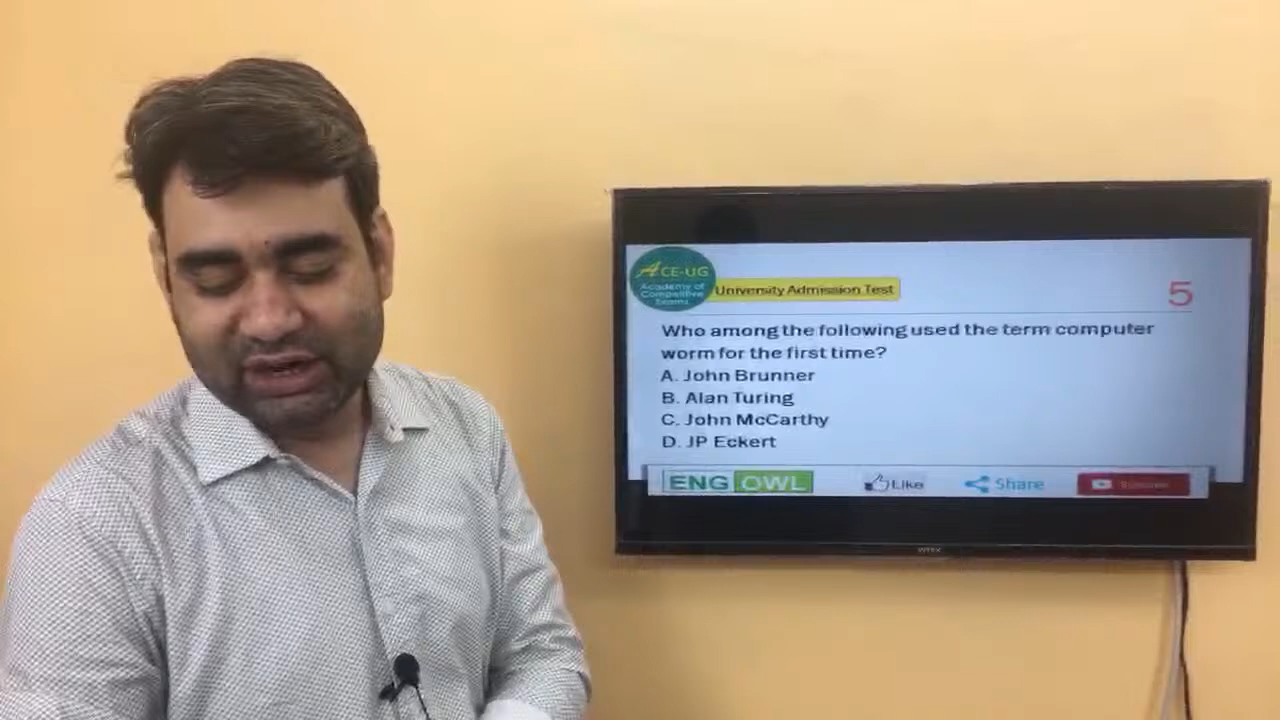 ACE-UG
Academy of
Competitive
Exams
University Admission Test
5
Who among the following used the term computer
worm for the first time?
A. John Brunner
B. Alan Turing
C. John McCarthy
D. JP Eckert
ENG OWL
Like
Share